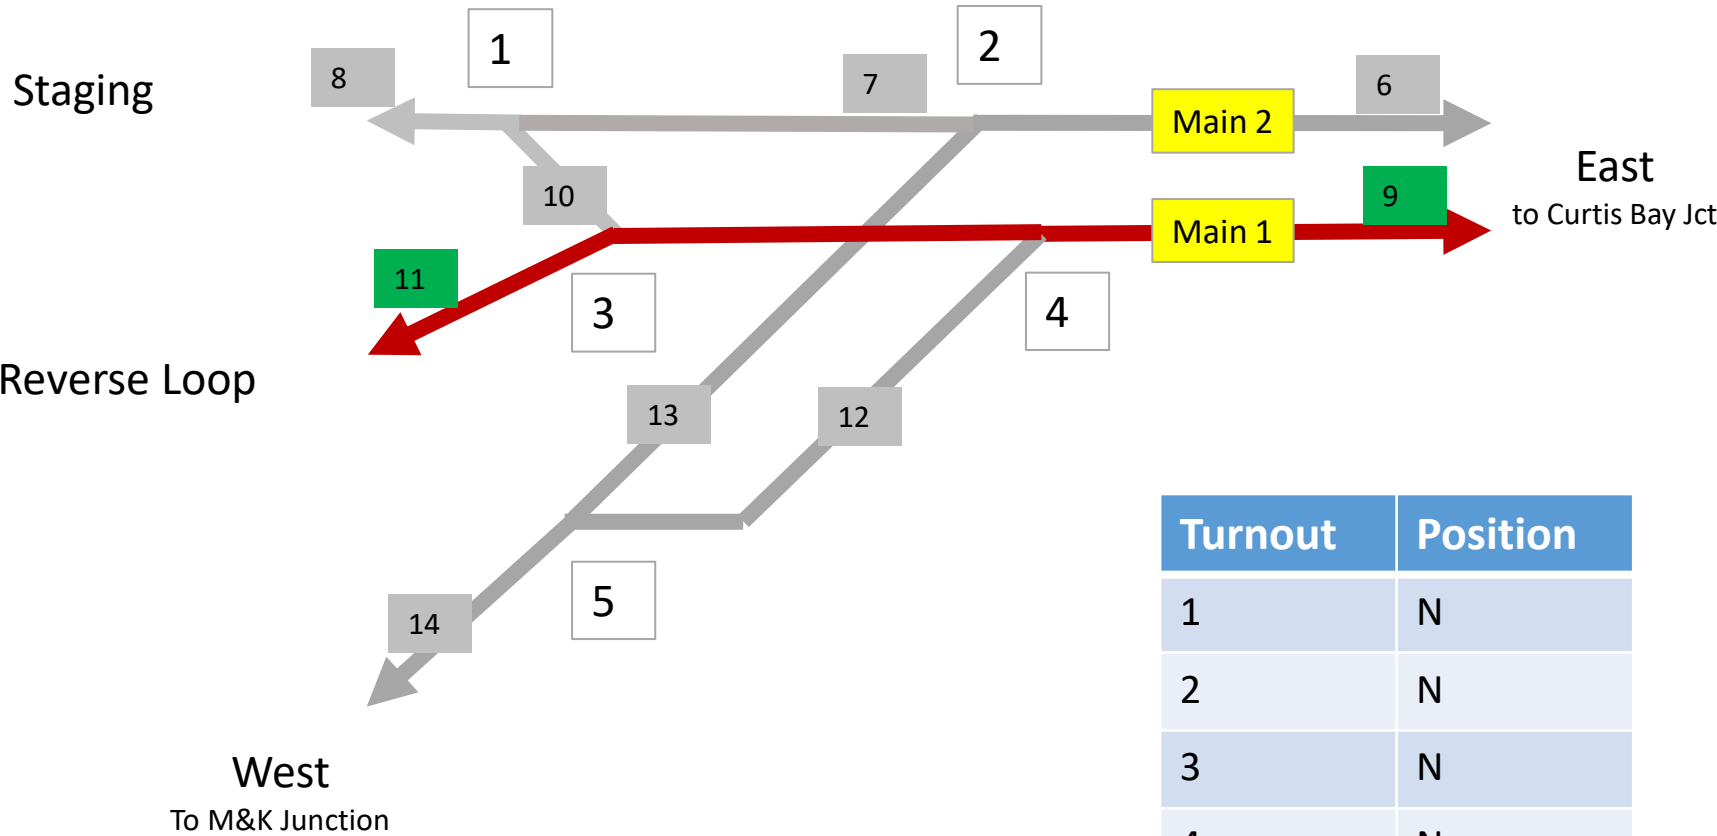 1
2
8
7
6
Staging
Main 2
East
to Curtis Bay Jct
10
9
Main 1
11
3
4
Reverse Loop
13
12
Turnout Position
1 N
5
14
2 N
3 N
West
To M&K Junction
4 N